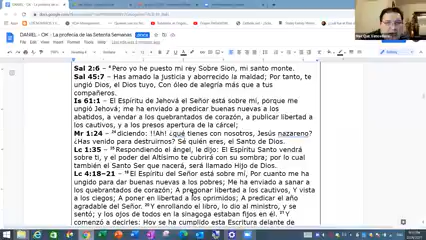 DANIEL - OK - La profecía de las Setenta Semanas
Sal 2:6 – ⁶Pero yo he puesto mi rey Sobre Sion, mi santo monte.
Sal 45:7 – Has amado la justicia y aborrecido la maldad; Por tanto, te
ungió Dios, el Dios tuyo, Con óleo de alegría más que a tus
compañeros.
Is 61:1 – El Espíritu de Jehová el Señor está sobre mí, porque me
ungió Jehová; me ha enviado a predicar buenas nuevas a los
abatidos, a vendar a los quebrantados de corazón, a publicar libertad a
los cautivos, y a los presos apertura de la cárcel;
Mr 1:24 – ²⁴diciendo: !!Ah! ¿qué tienes con nosotros, Jesús nazareno?
¿Has venido para destruirnos? Sé quién eres, el Santo de Dios.
Lc 1:35 – ³⁵Respondiendo el ángel, le dijo: El Espíritu Santo vendrá
sobre ti, y el poder del Altísimo te cubrirá con su sombra; por lo cual
también el Santo Ser que nacerá, será llamado Hijo de Dios.
Lc 4:18–21 – ¹⁸El Espíritu del Señor está sobre mí, Por cuanto me
ha ungido para dar buenas nuevas a los pobres; Me ha enviado a sanar a
los quebrantados de corazón; A pregonar libertad a los cautivos, Y vista
a los ciegos; A poner en libertad a los oprimidos; A predicar el año
agradable del Señor. ²⁰ Y enrollando el libro, lo dio al ministro, y se
sentó; y los ojos de todos en la sinagoga estaban fijos en él. ²¹ Y
comenzó a decirles: Hoy se ha cumplido esta Escritura delante de